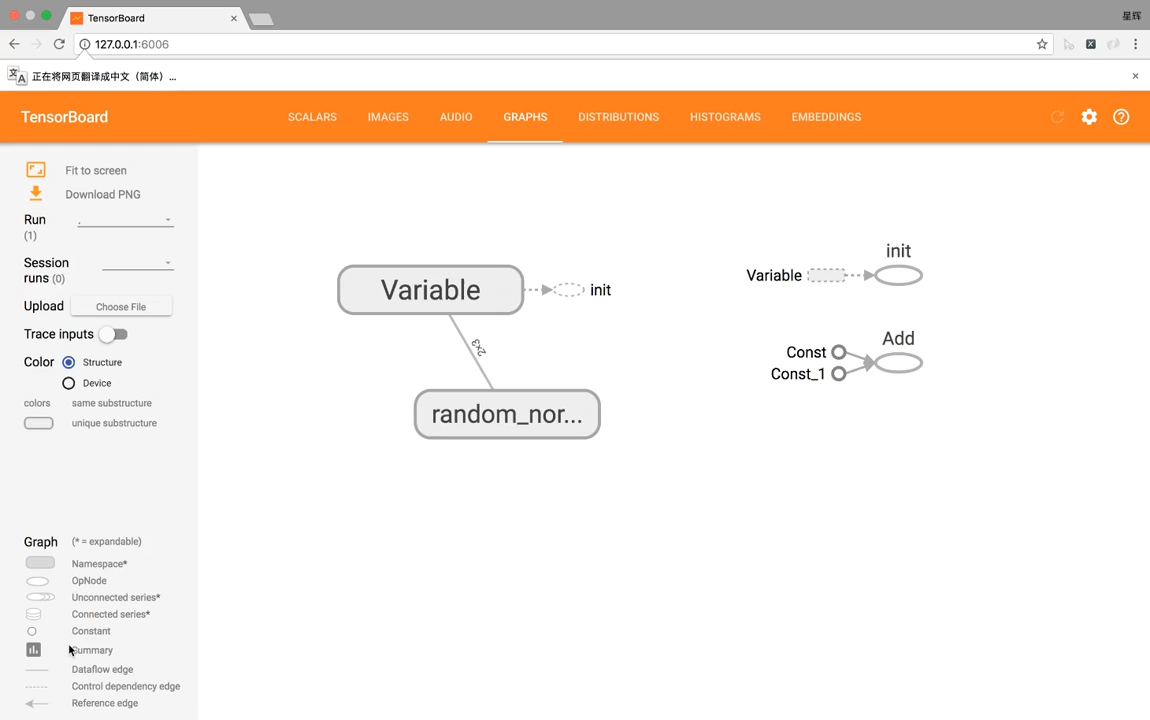 TensorBoard
星辉
127.0.0.1:6006
正在将网页翻译成中文（简体）...
TensorBoard
SCALARS
IMAGES
AUDIO
GRAPHS
DISTRIBUTIONS
HISTOGRAMS
EMBEDDINGS
Fit to screen
Download PNG
Run
(1)
.
Session
runs (0)
Upload
Choose File
Trace inputs
Color
Structure
Device
colors
same substructure
unique substructure
Graph
(* = expandable)
Namespace*
OpNode
Unconnected series*
Connected series*
Constant
Summary
Dataflow edge
Control dependency edge
Reference edge
Variable
init
2×3
random_nor...
init
Variable
Add
Const
Const_1